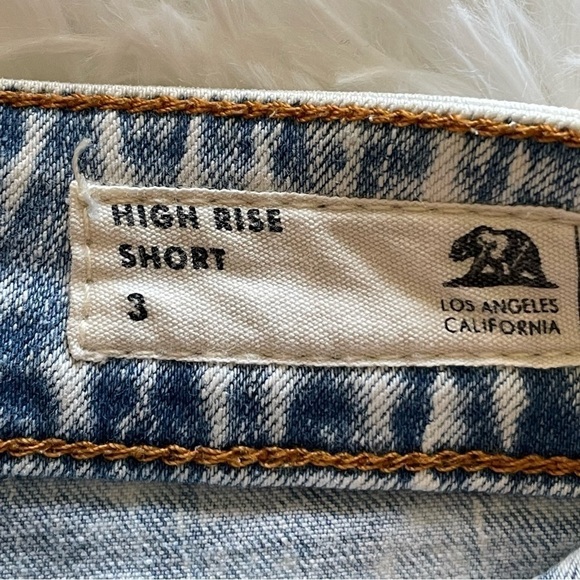 HIGH RISE
SHORT
3
LOS ANGELES
CALIFORNIA